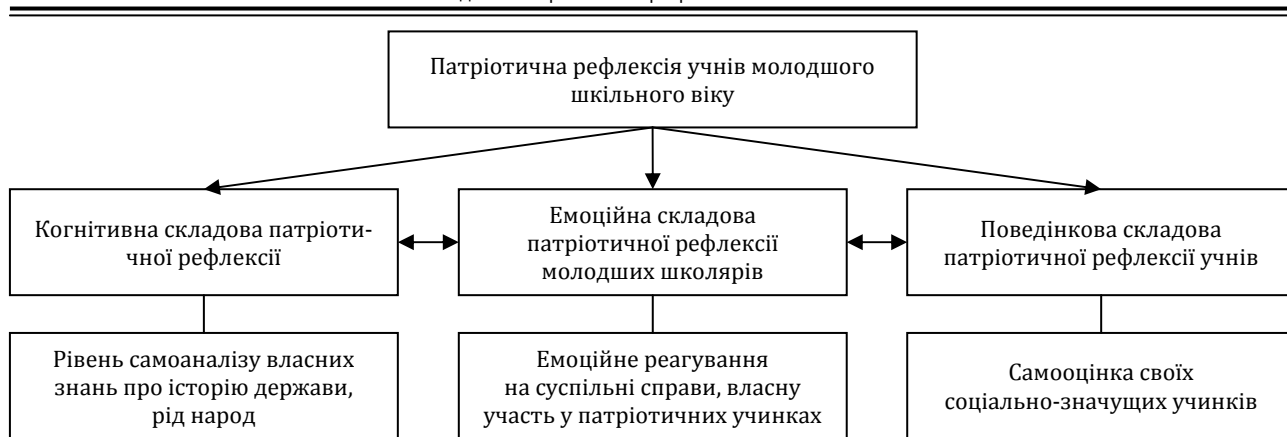 Патріотична рефлексія учнів молодшого
шкільного віку
Когнітивна складова патріоти-
чної рефлексії
Емоційна складова
патріотичної рефлексії
молодших школярів
Поведінкова складова
патріотичної рефлексії учнів
Рівень самоаналізу власних
знань про історію держави,
рід народ
Емоційне реагування
на суспільні справи, власну
участь у патріотичних учинках
Самооцінка своїх
соціально-значущих учинків